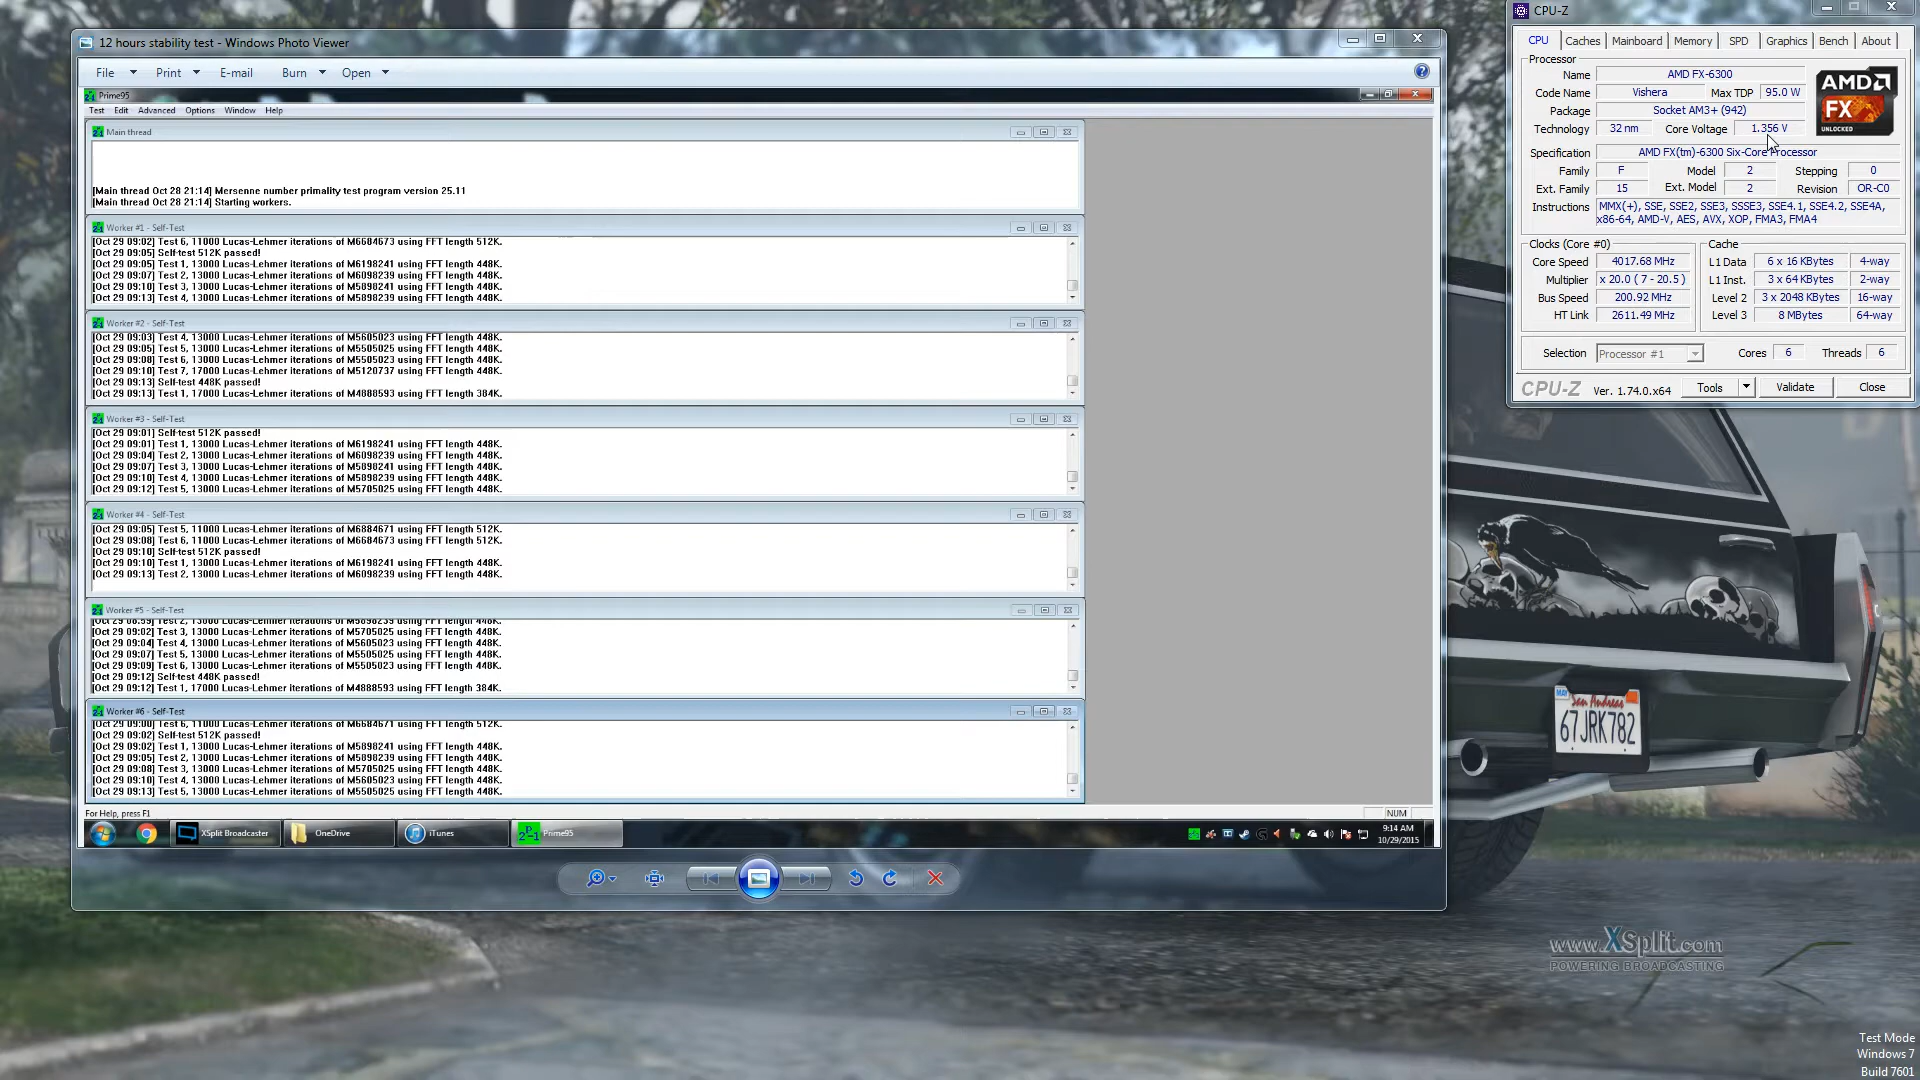 12 hours stability test - Windows Photo Viewer
File Print E-mail Burn Open
Prime95
Test Edit Advanced Options Window Help
Main thread
[Main thread Oct 28 21:14] Mersenne number primality test program version 25.11
[Main thread Oct 28 21:14] Starting workers.
Worker #1 - Self-Test
[Oct 29 09:02] Test 6, 11000 Lucas-Lehmer iterations of M6684673 using FFT length 512K.
[Oct 29 09:05] Self-test 512K passed!
[Oct 29 09:05] Test 1, 13000 Lucas-Lehmer iterations of M6198241 using FFT length 448K.
[Oct 29 09:07] Test 2, 13000 Lucas-Lehmer iterations of M6098239 using FFT length 448K.
[Oct 29 09:10] Test 3, 13000 Lucas-Lehmer iterations of M5898241 using FFT length 448K.
[Oct 29 09:13] Test 4, 13000 Lucas-Lehmer iterations of M5898239 using FFT length 448K.
Worker #2 - Self-Test
[Oct 29 09:03] Test 4, 13000 Lucas-Lehmer iterations of M5605023 using FFT length 448K.
[Oct 29 09:05] Test 5, 13000 Lucas-Lehmer iterations of M5505025 using FFT length 448K.
[Oct 29 09:08] Test 6, 13000 Lucas-Lehmer iterations of M5505023 using FFT length 448K.
[Oct 29 09:10] Test 7, 17000 Lucas-Lehmer iterations of M5120737 using FFT length 448K.
[Oct 29 09:13] Self-test 448K passed!
[Oct 29 09:13] Test 1, 17000 Lucas-Lehmer iterations of M4888593 using FFT length 384K.
Worker #3 - Self-Test
[Oct 29 09:01] Self-test 512K passed!
[Oct 29 09:01] Test 1, 13000 Lucas-Lehmer iterations of M6198241 using FFT length 448K.
[Oct 29 09:04] Test 2, 13000 Lucas-Lehmer iterations of M6098239 using FFT length 448K.
[Oct 29 09:07] Test 3, 13000 Lucas-Lehmer iterations of M5898241 using FFT length 448K.
[Oct 29 09:10] Test 4, 13000 Lucas-Lehmer iterations of M5898239 using FFT length 448K.
[Oct 29 09:12] Test 5, 13000 Lucas-Lehmer iterations of M5705025 using FFT length 448K.
Worker #4 - Self-Test
[Oct 29 09:05] Test 5, 11000 Lucas-Lehmer iterations of M6884671 using FFT length 512K.
[Oct 29 09:08] Test 6, 11000 Lucas-Lehmer iterations of M6684673 using FFT length 512K.
[Oct 29 09:10] Self-test 512K passed!
[Oct 29 09:10] Test 1, 13000 Lucas-Lehmer iterations of M6198241 using FFT length 448K.
[Oct 29 09:13] Test 2, 13000 Lucas-Lehmer iterations of M6098239 using FFT length 448K.
Worker #5 - Self-Test
[Oct 29 08:59] Test 2, 13000 Lucas-Lehmer iterations of M5898239 using FFT length 448K.
[Oct 29 09:02] Test 3, 13000 Lucas-Lehmer iterations of M5705025 using FFT length 448K.
[Oct 29 09:04] Test 4, 13000 Lucas-Lehmer iterations of M5605023 using FFT length 448K.
[Oct 29 09:07] Test 5, 13000 Lucas-Lehmer iterations of M5505025 using FFT length 448K.
[Oct 29 09:09] Test 6, 13000 Lucas-Lehmer iterations of M5505023 using FFT length 448K.
[Oct 29 09:12] Self-test 448K passed!
[Oct 29 09:12] Test 1, 17000 Lucas-Lehmer iterations of M4888593 using FFT length 384K.
Worker #6 - Self-Test
[Oct 29 09:00] Test 6, 11000 Lucas-Lehmer iterations of M6684671 using FFT length 512K.
[Oct 29 09:02] Self-test 512K passed!
[Oct 29 09:02] Test 1, 13000 Lucas-Lehmer iterations of M5898241 using FFT length 448K.
[Oct 29 09:05] Test 2, 13000 Lucas-Lehmer iterations of M5898239 using FFT length 448K.
[Oct 29 09:08] Test 3, 13000 Lucas-Lehmer iterations of M5705025 using FFT length 448K.
[Oct 29 09:10] Test 4, 13000 Lucas-Lehmer iterations of M5605023 using FFT length 448K.
[Oct 29 09:13] Test 5, 13000 Lucas-Lehmer iterations of M5505025 using FFT length 448K.
For Help, press F1
NUM
XSplit Broadcaster OneDrive iTunes Prime95
9:14 AM
10/29/2015
CPU-Z
CPU Caches Mainboard Memory SPD Graphics Bench About
Processor
Name AMD FX-6300
Code Name Vishera Max TDP 95.0 W
Package Socket AM3+ (942)
Technology 32 nm Core Voltage 1.356 V
AMD FX UNLOCKED
Specification AMD FX(tm)-6300 Six-Core Processor
Family F Model 2 Stepping 0
Ext. Family 15 Ext. Model 2 Revision OR-C0
Instructions MMX(+), SSE, SSE2, SSE3, SSSE3, SSE4.1, SSE4.2, SSE4A,
x86-64, AMD-V, AES, AVX, XOP, FMA3, FMA4
Clocks (Core #0)
Core Speed 4017.68 MHz
Multiplier x 20.0 ( 7 - 20.5 )
Bus Speed 200.92 MHz
HT Link 2611.49 MHz
Cache
L1 Data 6 x 16 KBytes 4-way
L1 Inst. 3 x 64 KBytes 2-way
Level 2 3 x 2048 KBytes 16-way
Level 3 8 MBytes 64-way
Selection Processor #1 Cores 6 Threads 6
CPU-Z Ver. 1.74.0.x64 Tools Validate Close
MAY
San Andreas
67JRK782
www.XSplit.com
POWERING BROADCASTING
Test Mode
Windows 7
Build 7601